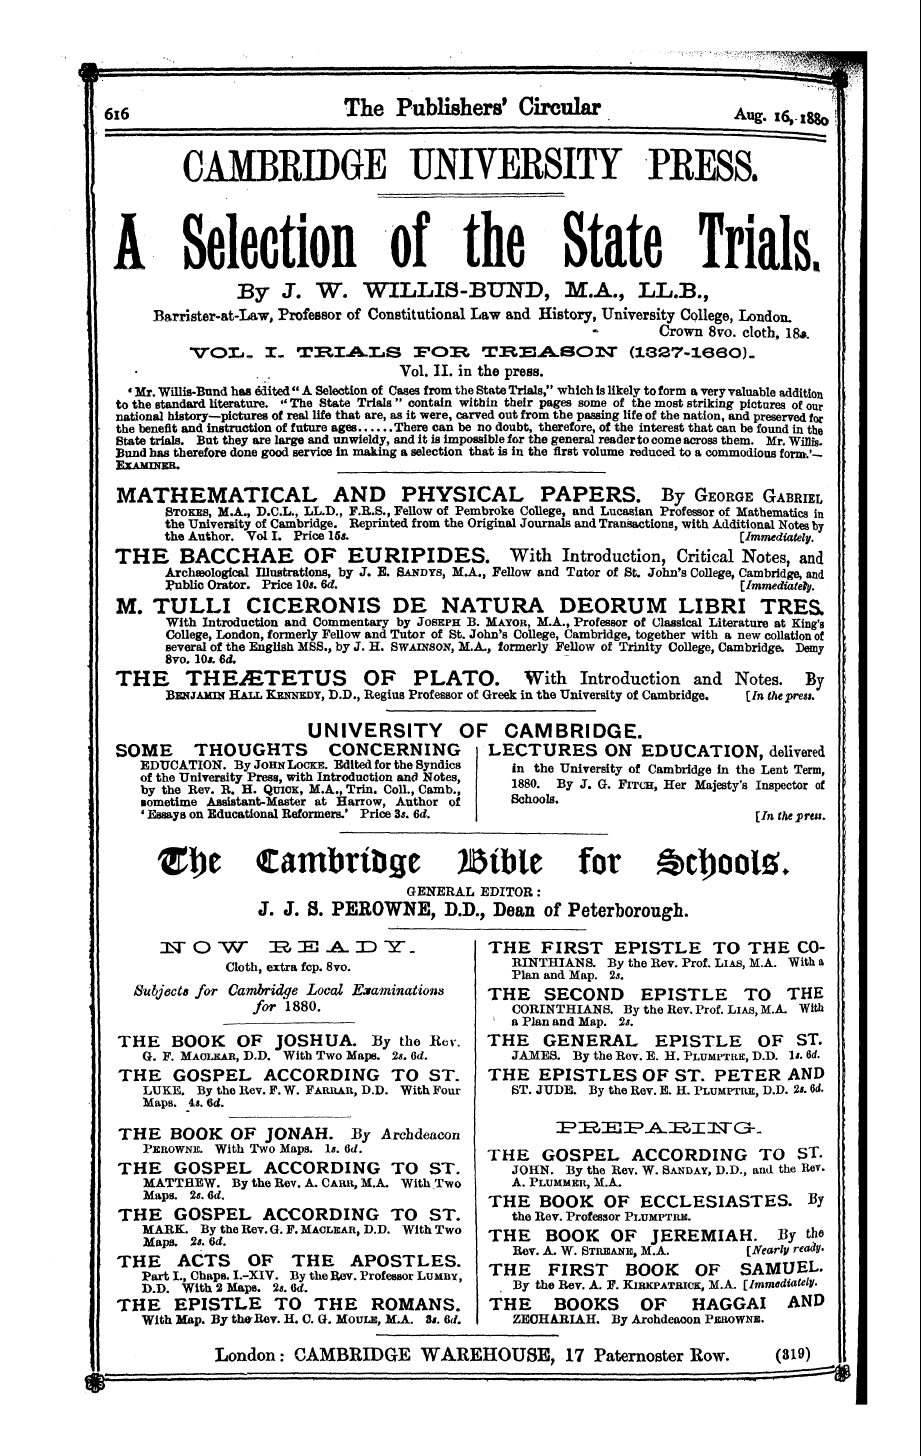 616
The Publishers' Circular
Aug. 16, 1880
CAMBRIDGE UNIVERSITY PRESS.
A Selection of the State Trials.
By J. W. WILLIS-BUND, M.A., LL.B.,
Barrister-at-Law, Professor of Constitutional Law and History, University College, London.
Crown 8vo. cloth, 18s.
VOL. I. TRIALS FOR TREASON (1327-1660).
Vol. II. in the press.
'Mr. Willis-Bund has edited “A Selection of Cases from the State Trials,” which is likely to form a very valuable addition
to the standard literature. “The State Trials” contain within their pages some of the most striking pictures of our
national history—pictures of real life that are, as it were, carved out from the passing life of the nation, and preserved for
the benefit and instruction of future ages......There can be no doubt, therefore, of the interest that can be found in the
State trials. But they are large and unwieldy, and it is impossible for the general reader to come across them. Mr. Willis-
Bund has therefore done good service in making a selection that is in the first volume reduced to a commodious form.'—
EXAMINER.
MATHEMATICAL AND PHYSICAL PAPERS. By GEORGE GABRIEL
STOKES, M.A., D.C.L., LL.D., F.R.S., Fellow of Pembroke College, and Lucasian Professor of Mathematics in
the University of Cambridge. Reprinted from the Original Journals and Transactions, with Additional Notes by
the Author. Vol I. Price 15s. [Immediately.
THE BACCHAE OF EURIPIDES. With Introduction, Critical Notes, and
Archæological Illustrations, by J. E. SANDYS, M.A., Fellow and Tutor of St. John's College, Cambridge, and
Public Orator. Price 10s. 6d. [Immediately.
M. TULLI CICERONIS DE NATURA DEORUM LIBRI TRES.
With Introduction and Commentary by JOSEPH B. MAYOR, M.A., Professor of Classical Literature at King's
College, London, formerly Fellow and Tutor of St. John's College, Cambridge, together with a new collation of
several of the English MSS., by J. H. SWAINSON, M.A., formerly Fellow of Trinity College, Cambridge. Demy
8vo. 10s. 6d.
THE THEÆTETUS OF PLATO. With Introduction and Notes. By
BENJAMIN HALL KENNEDY, D.D., Regius Professor of Greek in the University of Cambridge. [In the press.
UNIVERSITY OF CAMBRIDGE.
SOME THOUGHTS CONCERNING
EDUCATION. By JOHN LOCKE. Edited for the Syndics
of the University Press, with Introduction and Notes,
by the Rev. R. H. QUICK, M.A., Trin. Coll., Camb.,
sometime Assistant-Master at Harrow, Author of
'Essays on Educational Reformers.' Price 3s. 6d.
LECTURES ON EDUCATION, delivered
in the University of Cambridge in the Lent Term,
1880. By J. G. FITCH, Her Majesty's Inspector of
Schools.
[In the press.
The Cambridge Bible for Schools.
GENERAL EDITOR:
J. J. S. PEROWNE, D.D., Dean of Peterborough.
NOW READY.
Cloth, extra fcp. 8vo.
Subjects for Cambridge Local Examinations
for 1880.
THE BOOK OF JOSHUA. By the Rev.
G. F. MACLEAR, D.D. With Two Maps. 2s. 6d.
THE GOSPEL ACCORDING TO ST.
LUKE. By the Rev. F. W. FARRAR, D.D. With Four
Maps. 4s. 6d.
THE BOOK OF JONAH. By Archdeacon
PEROWNE. With Two Maps. 1s. 6d.
THE GOSPEL ACCORDING TO ST.
MATTHEW. By the Rev. A. CARR, M.A. With Two
Maps. 2s. 6d.
THE GOSPEL ACCORDING TO ST.
MARK. By the Rev. G. F. MACLEAR, D.D. With Two
Maps. 2s. 6d.
THE ACTS OF THE APOSTLES.
Part I., Chaps. I.-XIV. By the Rev. Professor LUMBY,
D.D. With 2 Maps. 2s. 6d.
THE EPISTLE TO THE ROMANS.
With Map. By the Rev. H. C. G. MOULE, M.A. 3s. 6d.
THE FIRST EPISTLE TO THE CO-
RINTHIANS. By the Rev. Prof. LIAS, M.A. With a
Plan and Map. 2s.
THE SECOND EPISTLE TO THE
CORINTHIANS. By the Rev. Prof. LIAS, M.A. With
a Plan and Map. 2s.
THE GENERAL EPISTLE OF ST.
JAMES. By the Rev. E. H. PLUMPTRE, D.D. 1s. 6d.
THE EPISTLES OF ST. PETER AND
ST. JUDE. By the Rev. E. H. PLUMPTRE, D.D. 2s. 6d.
PREPARING.
THE GOSPEL ACCORDING TO ST.
JOHN. By the Rev. W. SANDAY, D.D., and the Rev.
A. PLUMMER, M.A.
THE BOOK OF ECCLESIASTES. By
the Rev. Professor PLUMPTRE.
THE BOOK OF JEREMIAH. By the
Rev. A. W. STREANE, M.A. [Nearly ready.
THE FIRST BOOK OF SAMUEL.
By the Rev. A. F. KIRKPATRICK, M.A. [Immediately.
THE BOOKS OF HAGGAI AND
ZECHARIAH. By Archdeacon PEROWNE.
London: CAMBRIDGE WAREHOUSE, 17 Paternoster Row. (319)